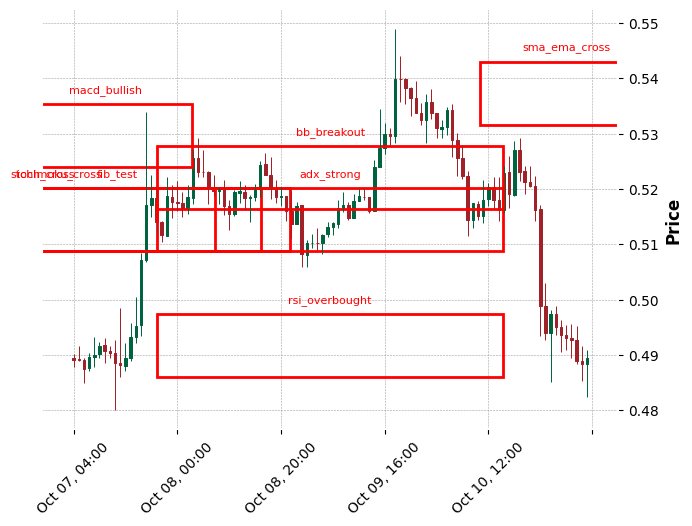 0.55
sma_ema_cross
0.54
macd_bullish
0.53
bb_breakout
fib_test
adx_strong
0.52
Price
0.51
0.50
rsi_overbought
0.49
0.48
Oct 07, 04:00
Oct 08, 00:00
Oct 08, 20:00
Oct 09, 16:00
Oct 10, 12:00